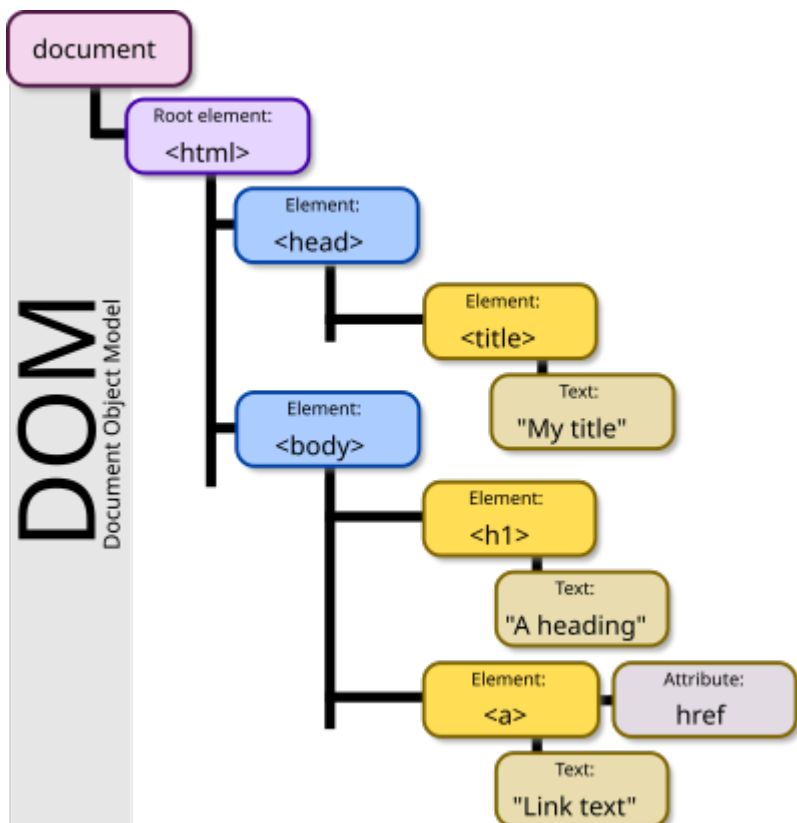 document
Root element:
<html>
Element:
<head>
Element:
<title>
Text:
"My title"
Element:
<body>
Element:
<h1>
Text:
"A heading"
Element:
<a>
Attribute:
href
Text:
"Link text"
DOM
Document Object Model